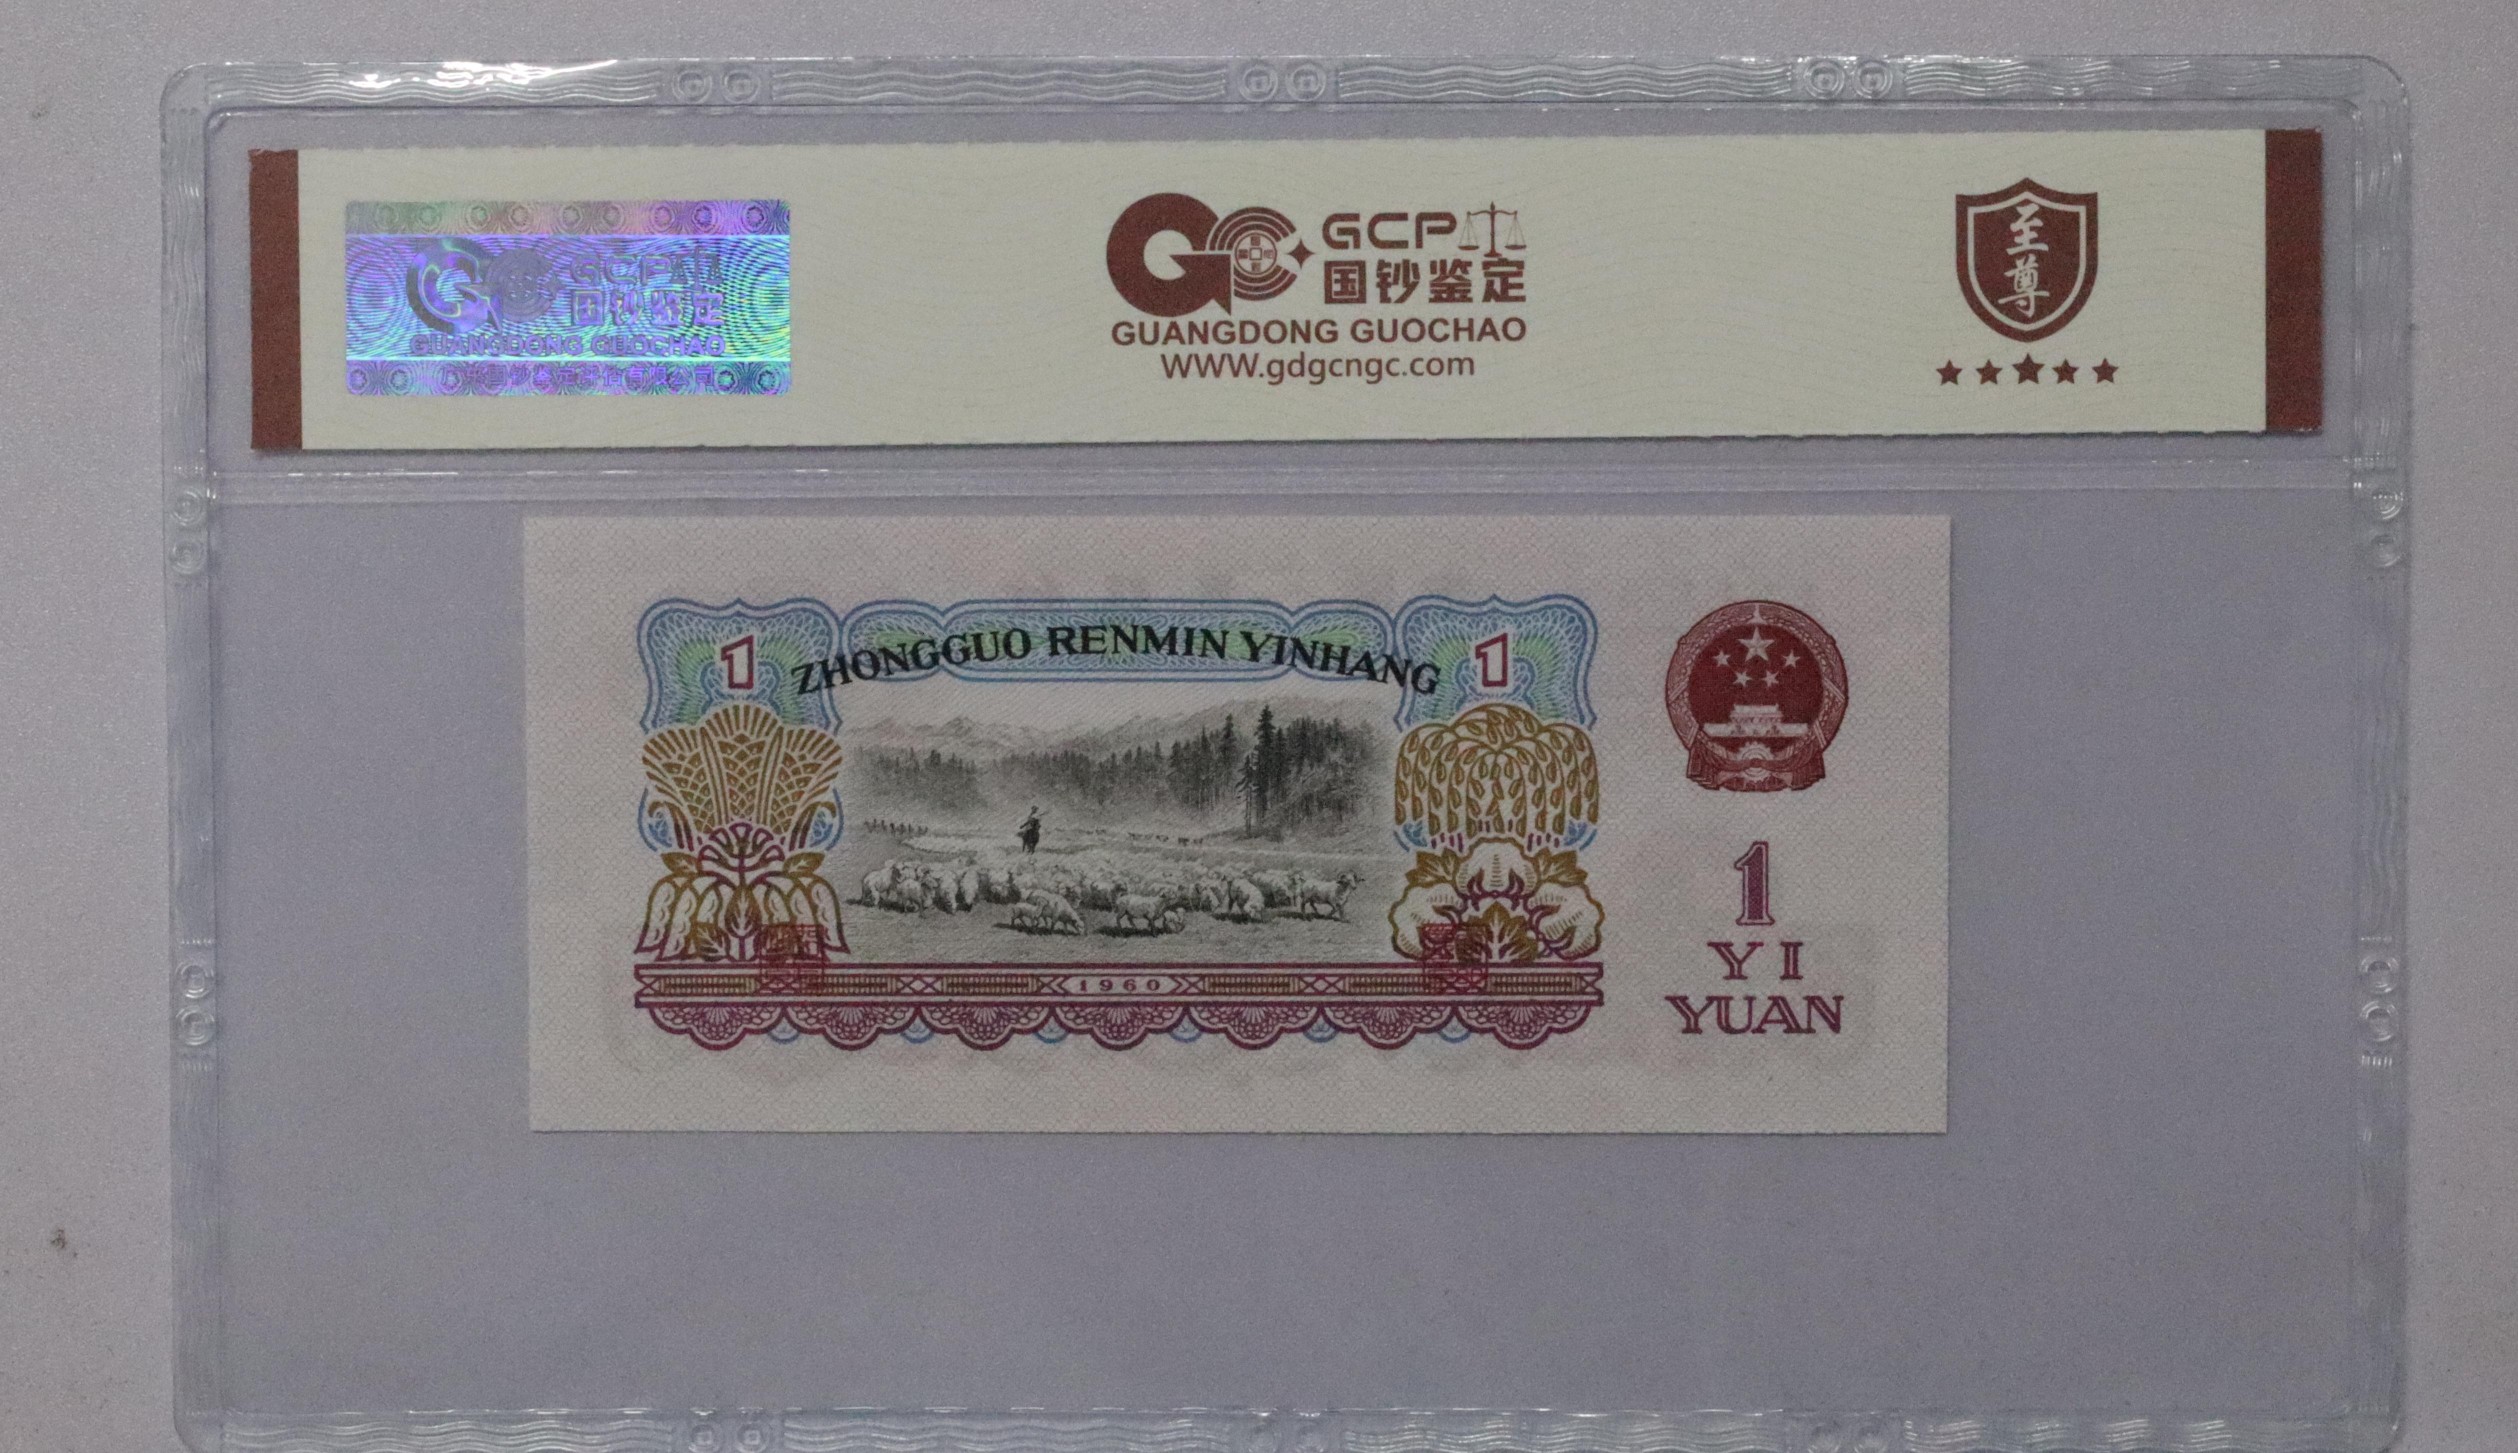 GCP
国钞鉴定
GUANGDONG GUOCHAO
GCP
国钞鉴定
GUANGDONG GUOCHAO
WWW.gdgcngc.com
至尊
1 ZHONGGUO RENMIN YINHANG 1
1960
1
YI
YUAN